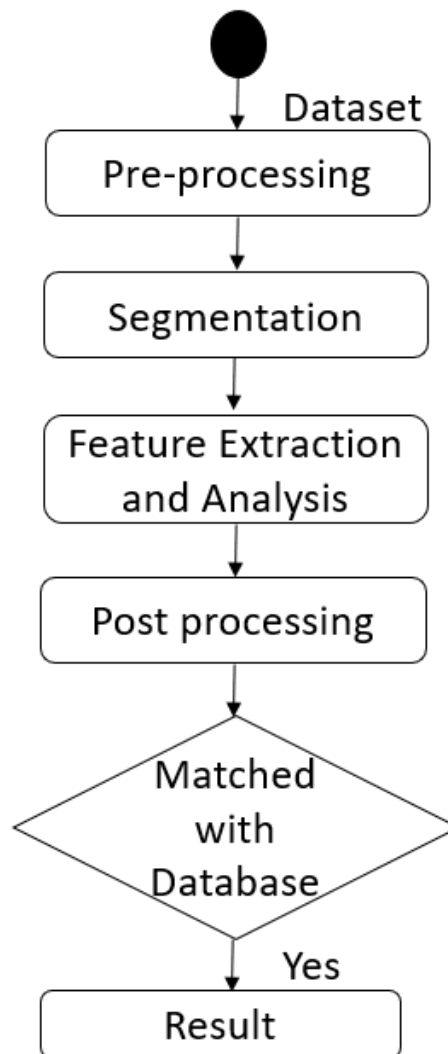 Dataset
Pre-processing
Segmentation
Feature Extraction
and Analysis
Post processing
Matched
with
Database
Yes
Result